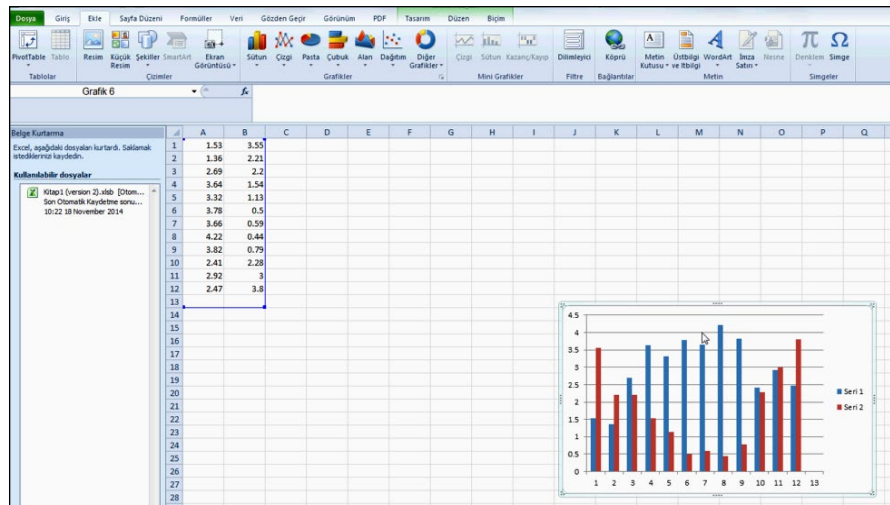 Dosya Giriş Ekle Sayfa Düzeni Formüller Veri Gözden Geçir Görünüm PDF Tasarım Düzen Biçim
PivotTable Tablo Resim Küçük Resim Şekiller SmartArt Ekran Görüntüsü Sütun Çizgi Pasta Çubuk Alan Dağıtım Diğer Grafikler Çizgi Sütun Kazanç/Kayıp Dilimleyici Köprü Metin Kutusu Üstbilgi ve Itbilgi WordArt İmza Satırı Nesne Denklem Simge
Tablolar Çizimler Grafikler Mini Grafikler Filtre Bağlantılar Metin Simgeler
Grafik 6 fx
Belge Kurtarma
Excel, aşağıdaki dosyaları kurtardı. Saklamak
istediklerinizi kaydedin.
Kullanılabilir dosyalar
Kitap1 (version 2).xlsb [Otom...
Son Otomatik Kaydetme sonu...
10:22 18 November 2014
A B C D E F G H I J K L M N O P Q
1 1.53 3.55
2 1.36 2.21
3 2.69 2.2
4 3.64 1.54
5 3.32 1.13
6 3.78 0.5
7 3.66 0.59
8 4.22 0.44
9 3.82 0.79
10 2.41 2.28
11 2.92 3
12 2.47 3.8
13
14
15
16
17
18
19
20
21
22
23
24
25
26
27
28
4.5
4
3.5
3
2.5
2
1.5
1
0.5
0
1 2 3 4 5 6 7 8 9 10 11 12 13
Seri 1
Seri 2